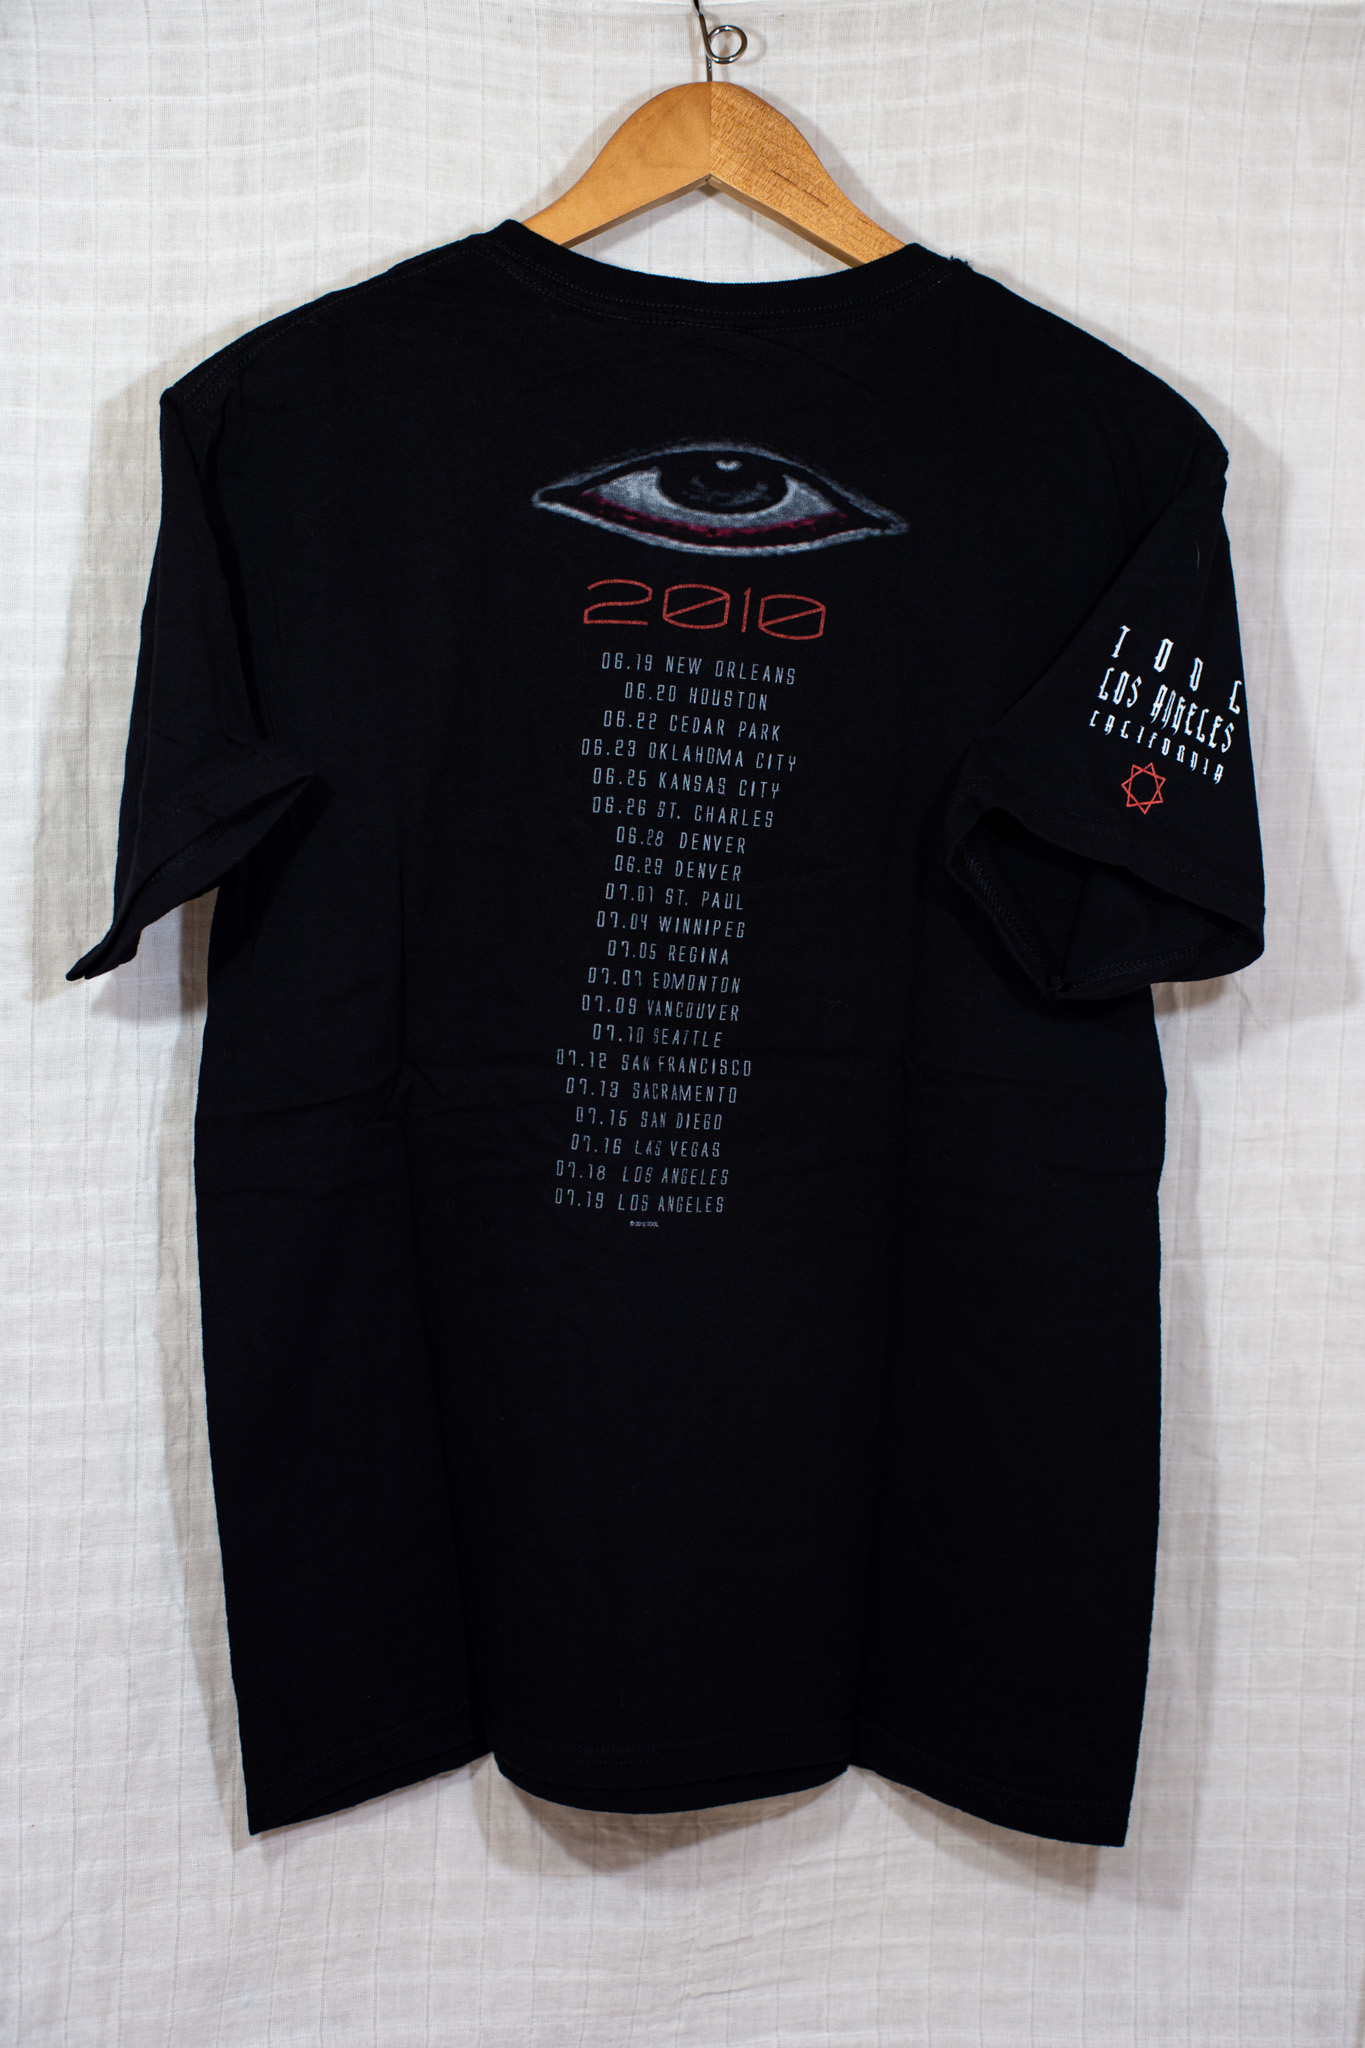 2010
06.19 NEW ORLEANS
06.20 HOUSTON
06.22 CEDAR PARK
06.23 OKLAHOMA CITY
06.25 KANSAS CITY
06.26 ST. CHARLES
06.28 DENVER
06.29 DENVER
07.01 ST. PAUL
07.04 WINNIPEG
07.05 REGINA
07.07 EDMONTON
07.09 VANCOUVER
07.10 SEATTLE
07.12 SAN FRANCISCO
07.13 SACRAMENTO
07.15 SAN DIEGO
07.16 LAS VEGAS
07.18 LOS ANGELES
07.19 LOS ANGELES
© 2010 TOOL
TOOL
LOS ANGELES
CALIFORNIA